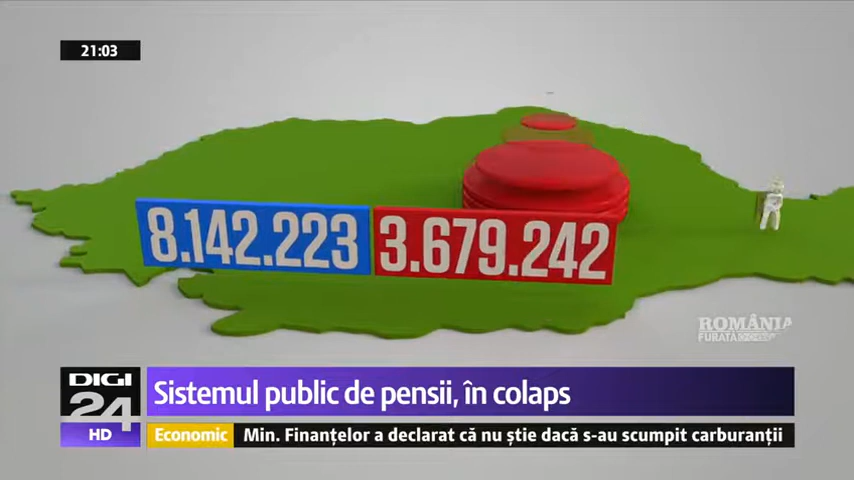 21:03
8.142.223 3.679.242
ROMÂNIA
FURATA
DIGI
24
HD
Sistemul public de pensii, în colaps
Economic
Min. Finanțelor a declarat că nu știe dacă s-au scumpit carburanții